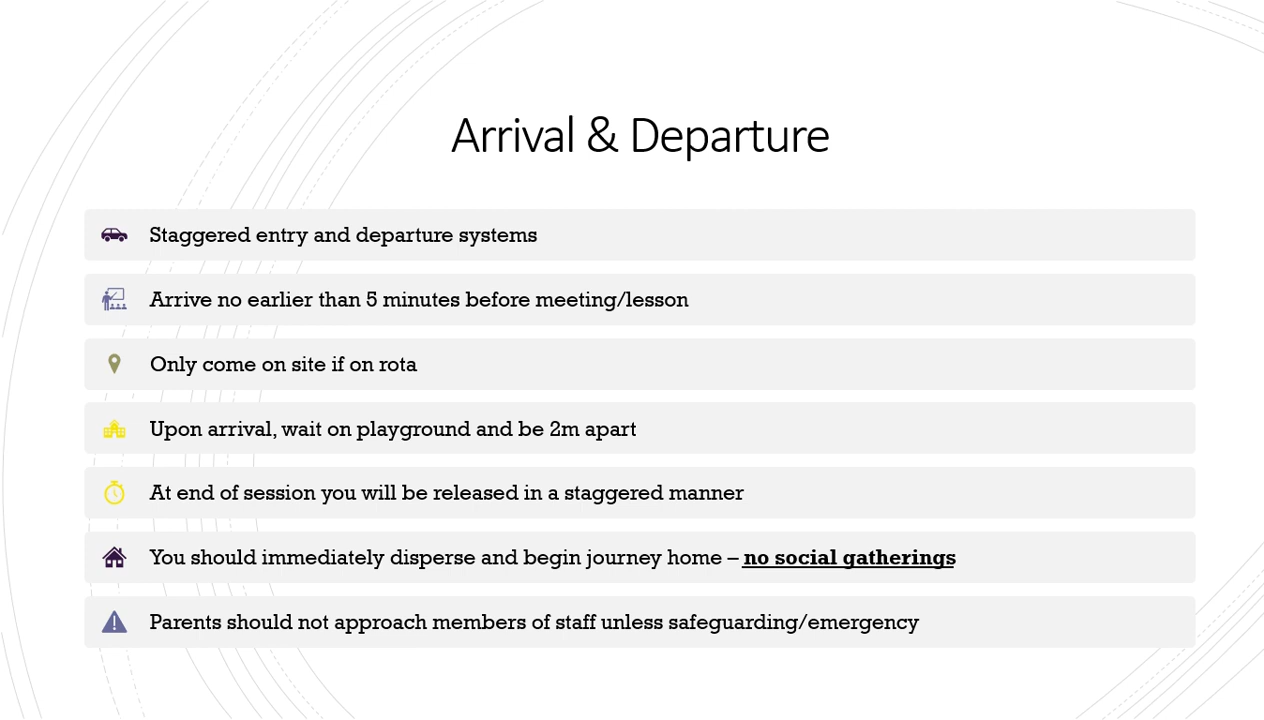 Arrival & Departure
Staggered entry and departure systems
Arrive no earlier than 5 minutes before meeting/lesson
Only come on site if on rota
Upon arrival, wait on playground and be 2m apart
At end of session you will be released in a staggered manner
You should immediately disperse and begin journey home – no social gatherings
Parents should not approach members of staff unless safeguarding/emergency